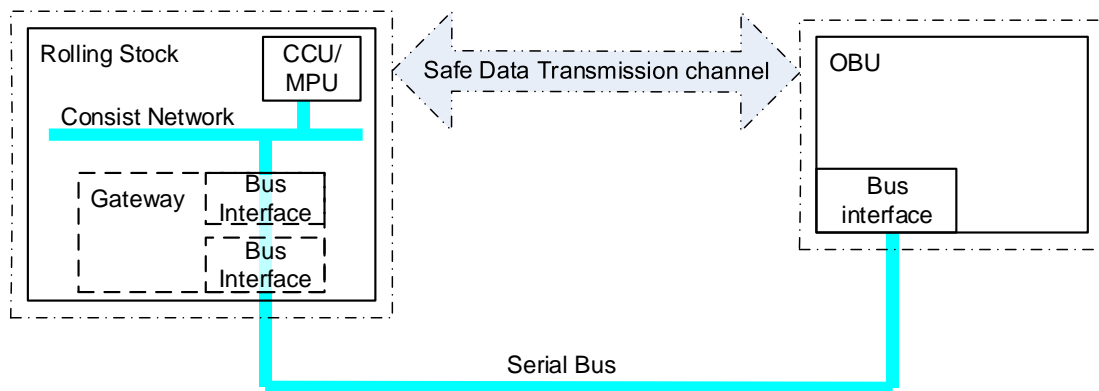 Rolling Stock
CCU/
MPU
Consist Network
Gateway
Bus
Interface
Bus
Interface
Safe Data Transmission channel
OBU
Bus
interface
Serial Bus